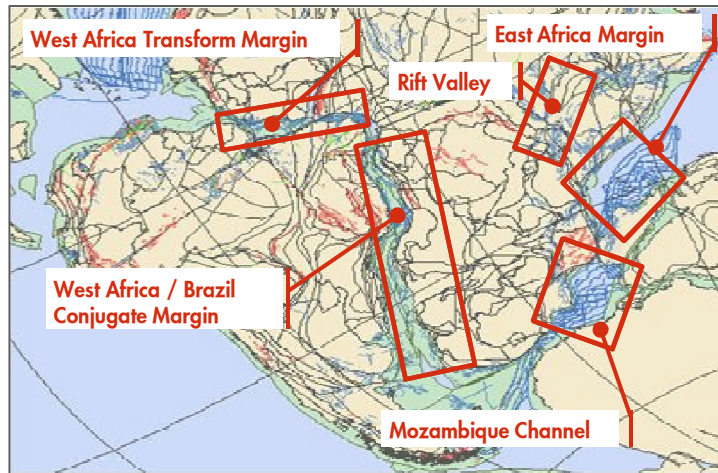 West Africa Transform Margin
East Africa Margin
Rift Valley
West Africa / Brazil
Conjugate Margin
Mozambique Channel